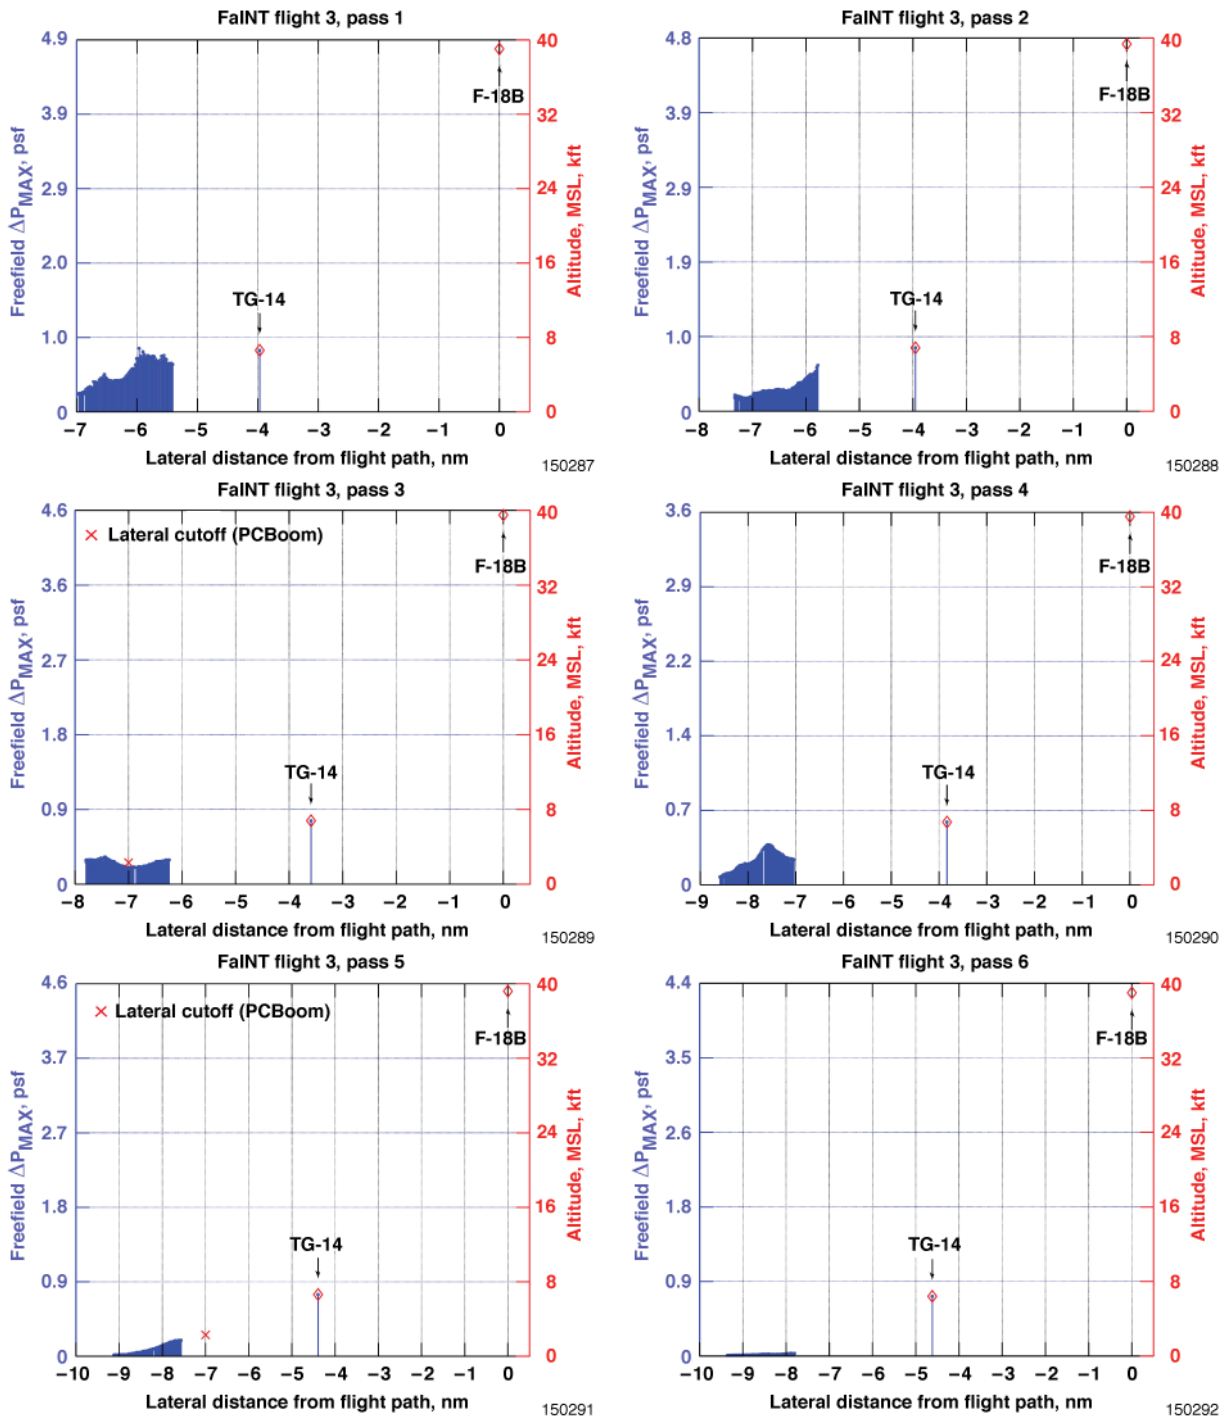 FaINT flight 3, pass 1
4.9
3.9
2.9
2.0
1.0
0
Freefield ΔPMAX, psf
40
32
24
16
8
0
Altitude, MSL, kft
F-18B
TG-14
−7 −6 −5 −4 −3 −2 −1 0
Lateral distance from flight path, nm
150287
FaINT flight 3, pass 2
4.8
3.9
2.9
1.9
1.0
0
Freefield ΔPMAX, psf
40
32
24
16
8
0
Altitude, MSL, kft
F-18B
TG-14
−8 −7 −6 −5 −4 −3 −2 −1 0
Lateral distance from flight path, nm
150288
FaINT flight 3, pass 3
4.6
3.6
2.7
1.8
0.9
0
Freefield ΔPMAX, psf
40
32
24
16
8
0
Altitude, MSL, kft
× Lateral cutoff (PCBoom)
F-18B
TG-14
−8 −7 −6 −5 −4 −3 −2 −1 0
Lateral distance from flight path, nm
150289
FaINT flight 3, pass 4
3.6
2.9
2.2
1.4
0.7
0
Freefield ΔPMAX, psf
40
32
24
16
8
0
Altitude, MSL, kft
F-18B
TG-14
−9 −8 −7 −6 −5 −4 −3 −2 −1 0
Lateral distance from flight path, nm
150290
FaINT flight 3, pass 5
4.6
3.7
2.7
1.8
0.9
0
Freefield ΔPMAX, psf
40
32
24
16
8
0
Altitude, MSL, kft
× Lateral cutoff (PCBoom)
F-18B
TG-14
−10 −9 −8 −7 −6 −5 −4 −3 −2 −1 0
Lateral distance from flight path, nm
150291
FaINT flight 3, pass 6
4.4
3.5
2.6
1.8
0.9
0
Freefield ΔPMAX, psf
40
32
24
16
8
0
Altitude, MSL, kft
F-18B
TG-14
−10 −9 −8 −7 −6 −5 −4 −3 −2 −1 0
Lateral distance from flight path, nm
150292